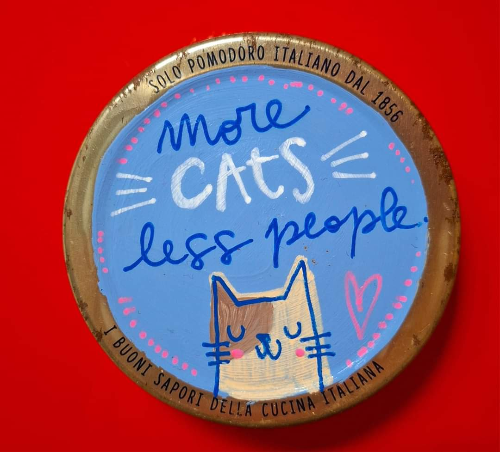 SOLO POMODORO ITALIANO DAL 1856
more
CAtS
less people.
I BUONI SAPORI DELLA CUCINA ITALIANA